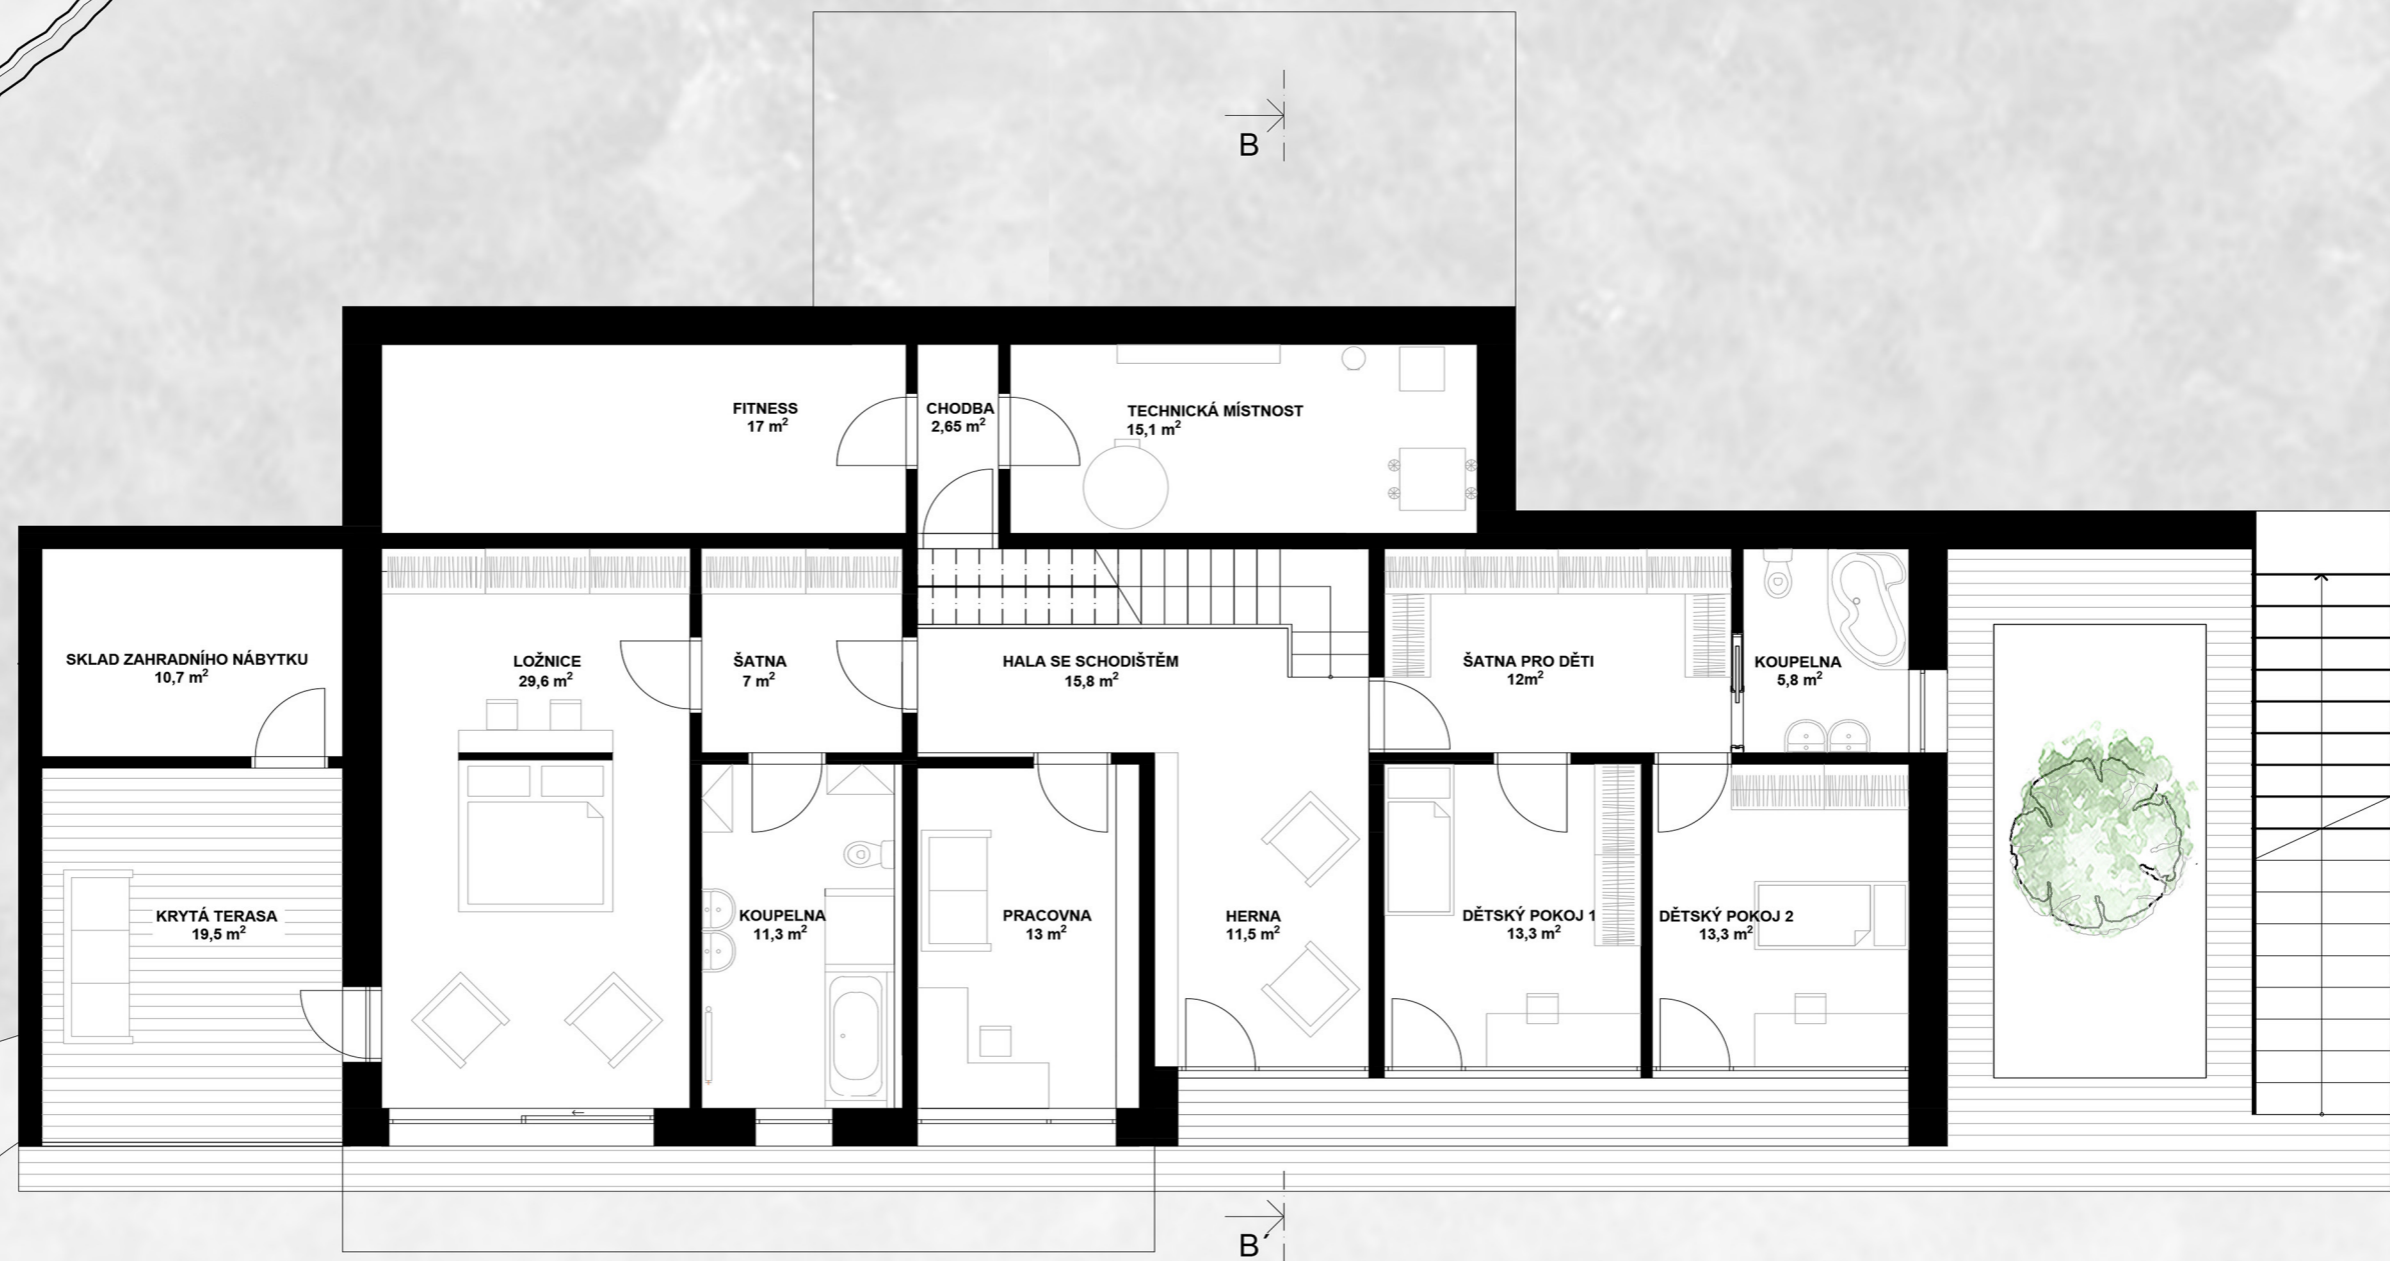 B
FITNESS
17 m²
CHODBA
2,65 m²
TECHNICKÁ MÍSTNOST
15,1 m²
SKLAD ZAHRADNÍHO NÁBYTKU
10,7 m²
LOŽNICE
29,6 m²
ŠATNA
7 m²
HALA SE SCHODIŠTĚM
15,8 m²
ŠATNA PRO DĚTI
12m²
KOUPELNA
5,8 m²
KRYTÁ TERASA
19,5 m²
KOUPELNA
11,3 m²
PRACOVNA
13 m²
HERNA
11,5 m²
DĚTSKÝ POKOJ 1
13,3 m²
DĚTSKÝ POKOJ 2
13,3 m²
B´